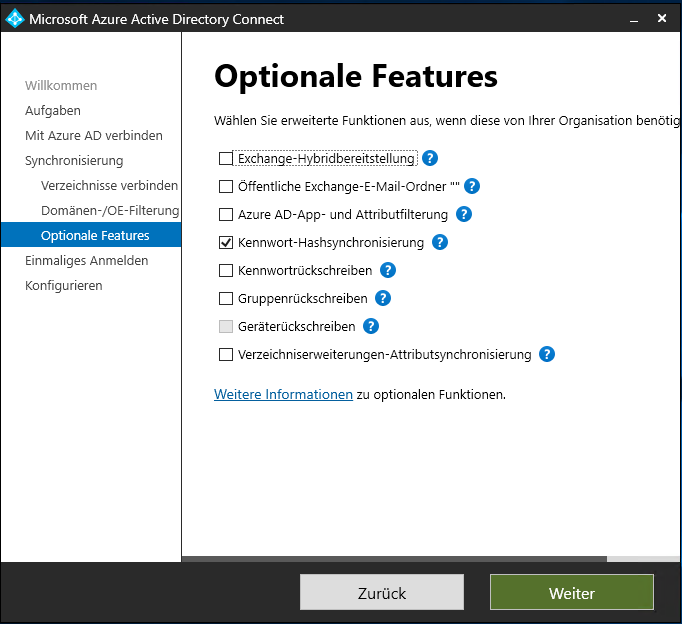 Microsoft Azure Active Directory Connect
Willkommen
Aufgaben
Mit Azure AD verbinden
Synchronisierung
Verzeichnisse verbinden
Domänen-/OE-Filterung
Optionale Features
Einmaliges Anmelden
Konfigurieren
Optionale Features
Wählen Sie erweiterte Funktionen aus, wenn diese von Ihrer Organisation benötig
Exchange-Hybridbereitstellung ?
Öffentliche Exchange-E-Mail-Ordner "" ?
Azure AD-App- und Attributfilterung ?
Kennwort-Hashsynchronisierung ?
Kennwortrückschreiben ?
Gruppenrückschreiben ?
Geräterückschreiben ?
Verzeichniserweiterungen-Attributsynchronisierung ?
Weitere Informationen zu optionalen Funktionen.
Zurück
Weiter